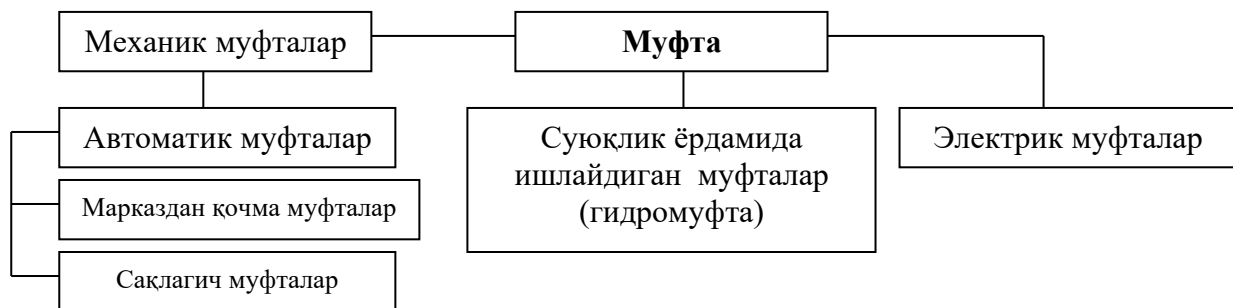 Механик муфталар
Муфта
Автоматик муфталар
Суюқлик ёрдамида
ишлайдиган муфталар
(гидромуфта)
Электрик муфталар
Марказдан қочма муфталар
Сақлагич муфталар